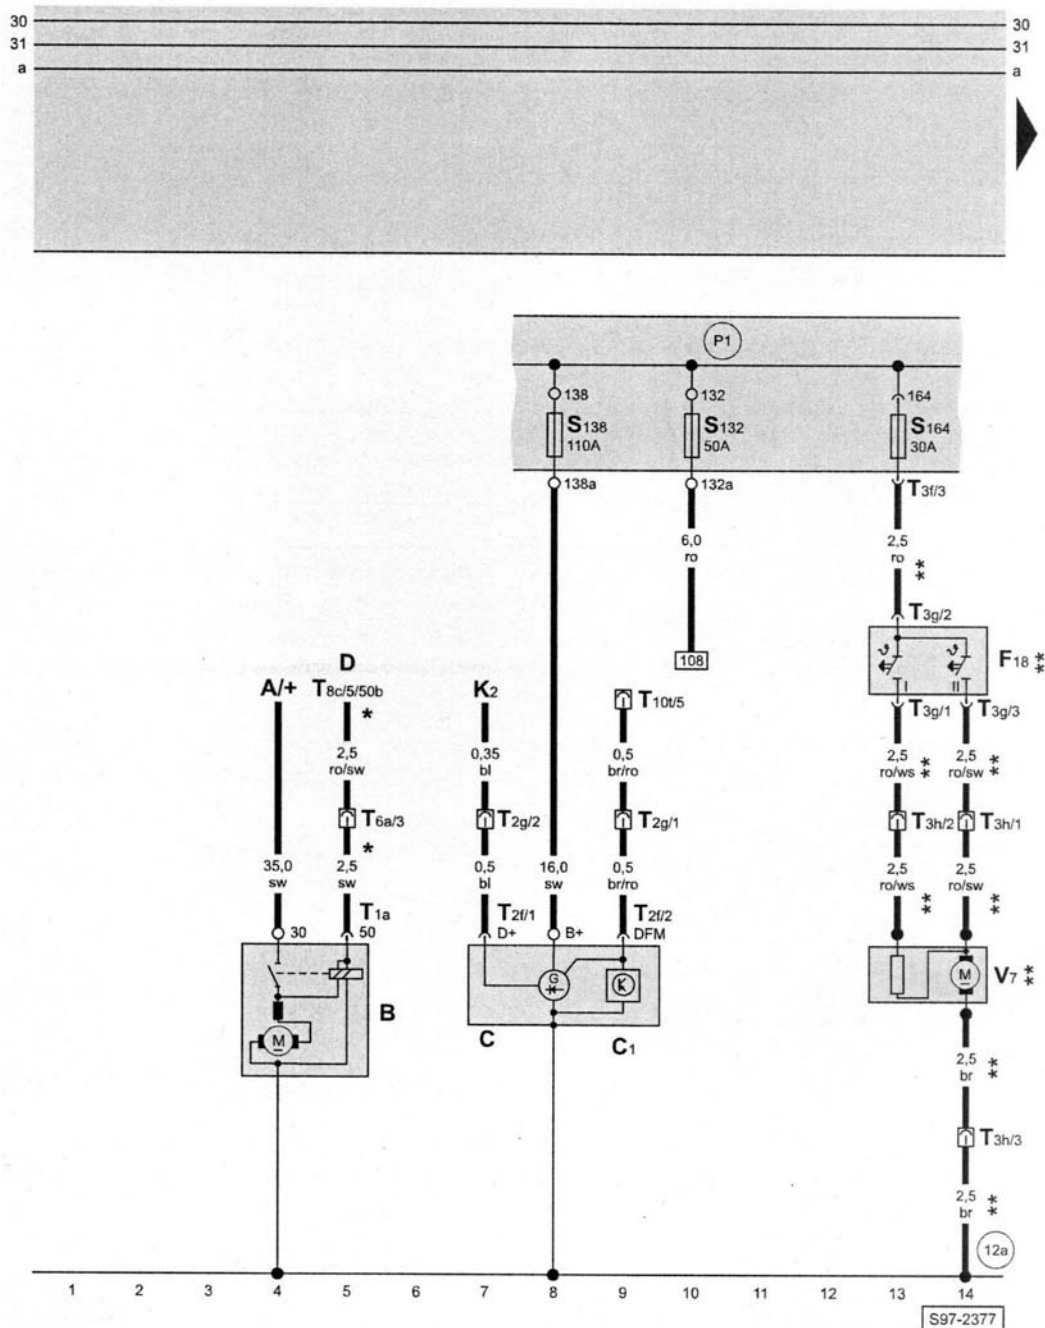 30 30
31 31
a a
P1
138 132 164
S138 S132 S164
110A 50A 30A
138a 132a T3f/3
6,0 2,5
ro ro **
T3g/2
108 F18 **
D
A/+ T8c/5/50b K2 T10t/5 I II
* T3g/1 T3g/3
2,5 0,35 0,5 2,5 2,5
ro/sw bl br/ro ro/ws ** ro/sw **
T6a/3 T2g/2 T2g/1 T3h/2 T3h/1
*
35,0 2,5 0,5 16,0 0,5 2,5 2,5
sw sw bl sw br/ro ro/ws ** ro/sw **
T1a T2f/1 T2f/2
30 50 D+ B+ DFM
G M V7 **
B
M C C1
2,5
br **
T3h/3
2,5
br **
12a
1 2 3 4 5 6 7 8 9 10 11 12 13 14
S97-2377